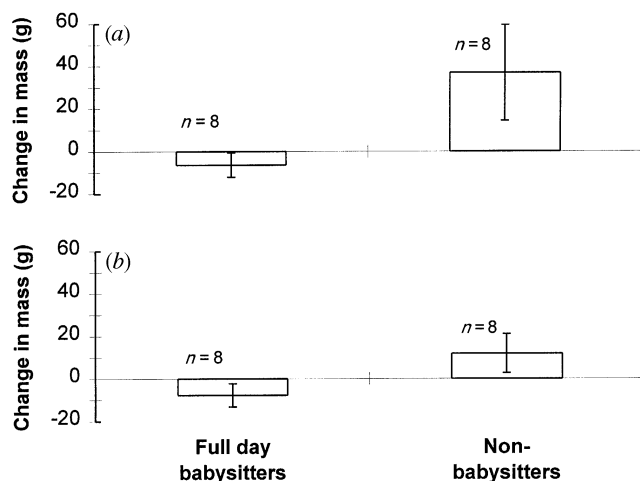 60
(a)
n = 8
40
20
n = 8
0
-20
Change in mass (g)
60
(b)
40
20
n = 8
n = 8
0
-20
Change in mass (g)
Full day
babysitters
Non-
babysitters